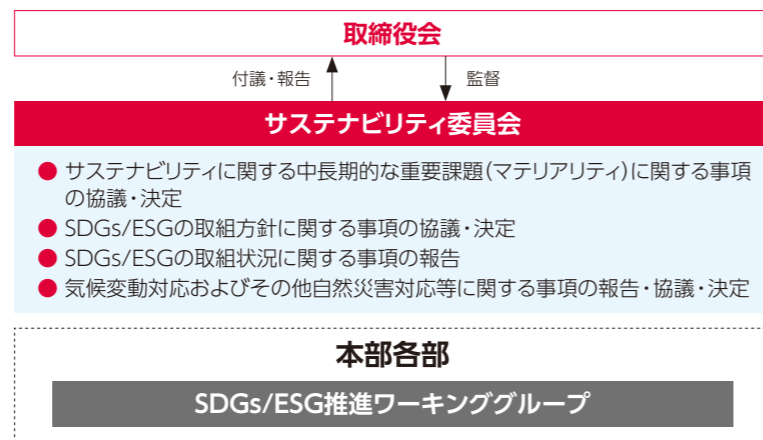 取締役会
付議・報告
監督
サステナビリティ委員会
● サステナビリティに関する中長期的な重要課題(マテリアリティ)に関する事項
の協議・決定
● SDGs/ESGの取組方針に関する事項の協議・決定
● SDGs/ESGの取組状況に関する事項の報告
● 気候変動対応およびその他自然災害対応等に関する事項の報告・協議・決定
本部各部
SDGs/ESG推進ワーキンググループ